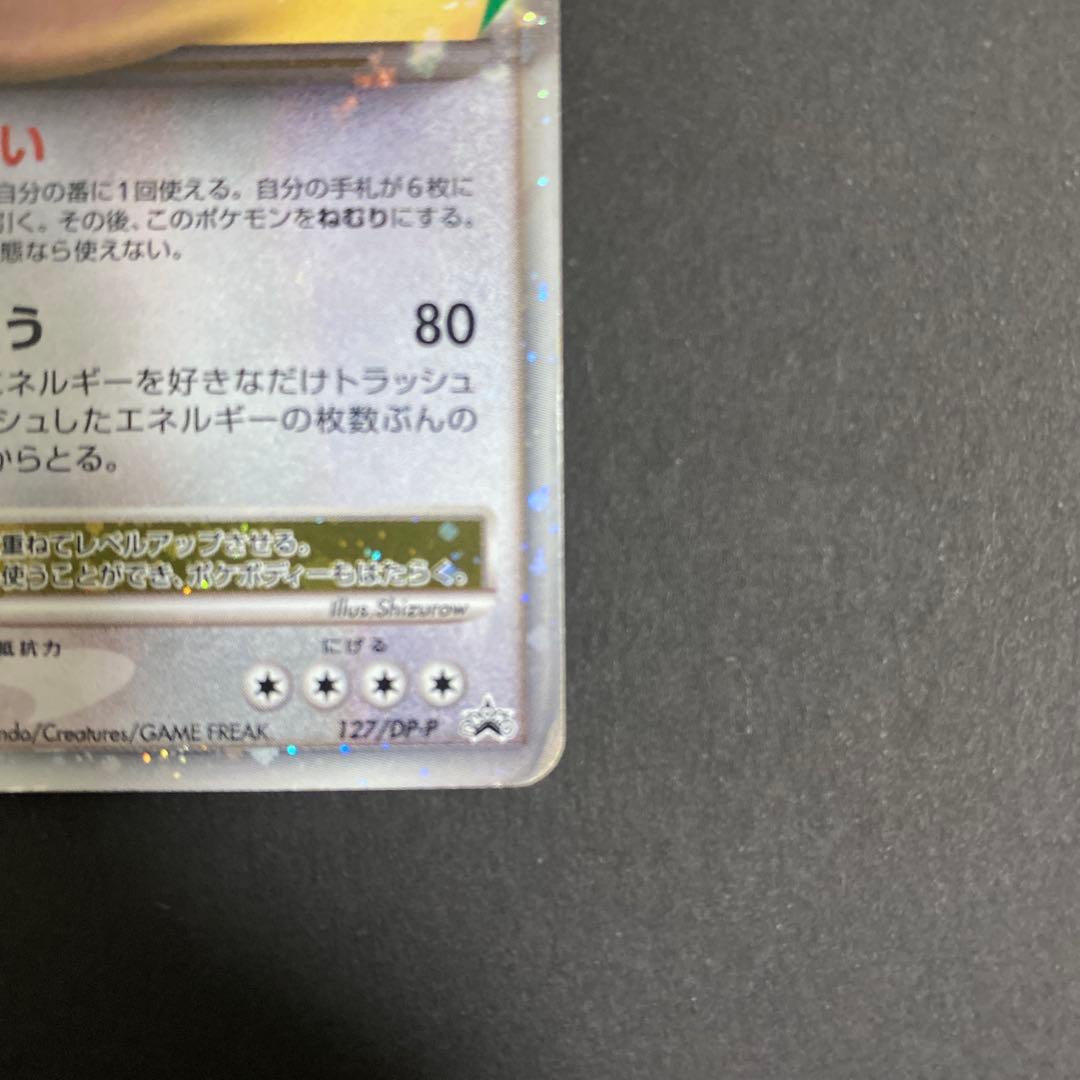 い
自分の番に1回使える。自分の手札が6枚に
引く。その後、このポケモンをねむりにする。
態なら使えない。
う 80
エネルギーを好きなだけトラッシュ
シュしたエネルギーの枚数ぶんの
からとる。
重ねてレベルアップさせる。
使うことができ、ポケボディーもはたらく。
Illus. Shizurow
抵抗力 にげる
ndo/Creatures/GAME FREAK 127/DP-P